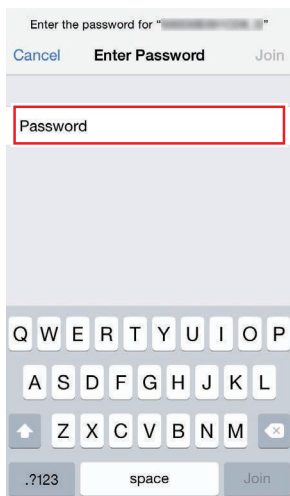 Enter the password for " "
Cancel Enter Password Join
Password
Q W E R T Y U I O P
A S D F G H J K L
Z X C V B N M
.?123 space Join